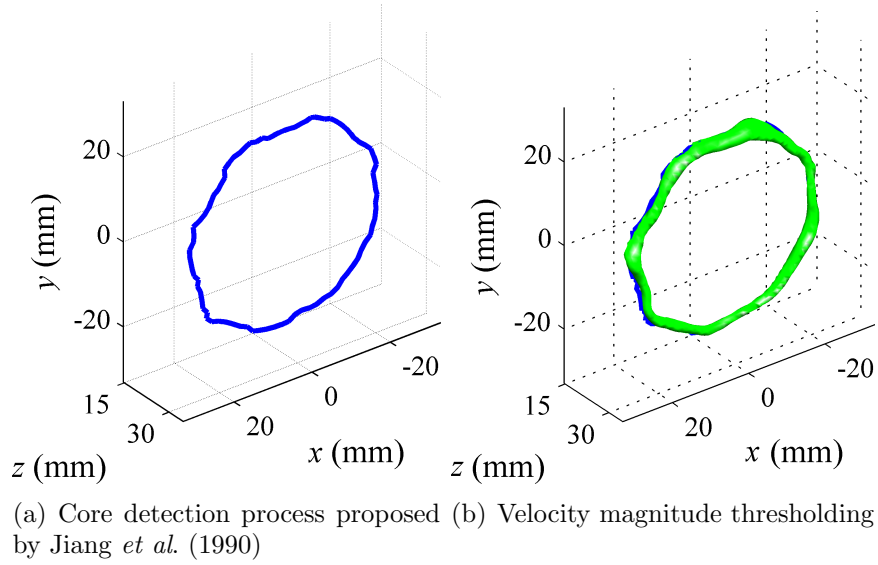 20
0
-20
y (mm)
15
30
z (mm)
20
0
-20
x (mm)
20
0
-20
y (mm)
15
30
z (mm)
20
0
-20
x (mm)
(a) Core detection process proposed
by Jiang et al. (1990)
(b) Velocity magnitude thresholding